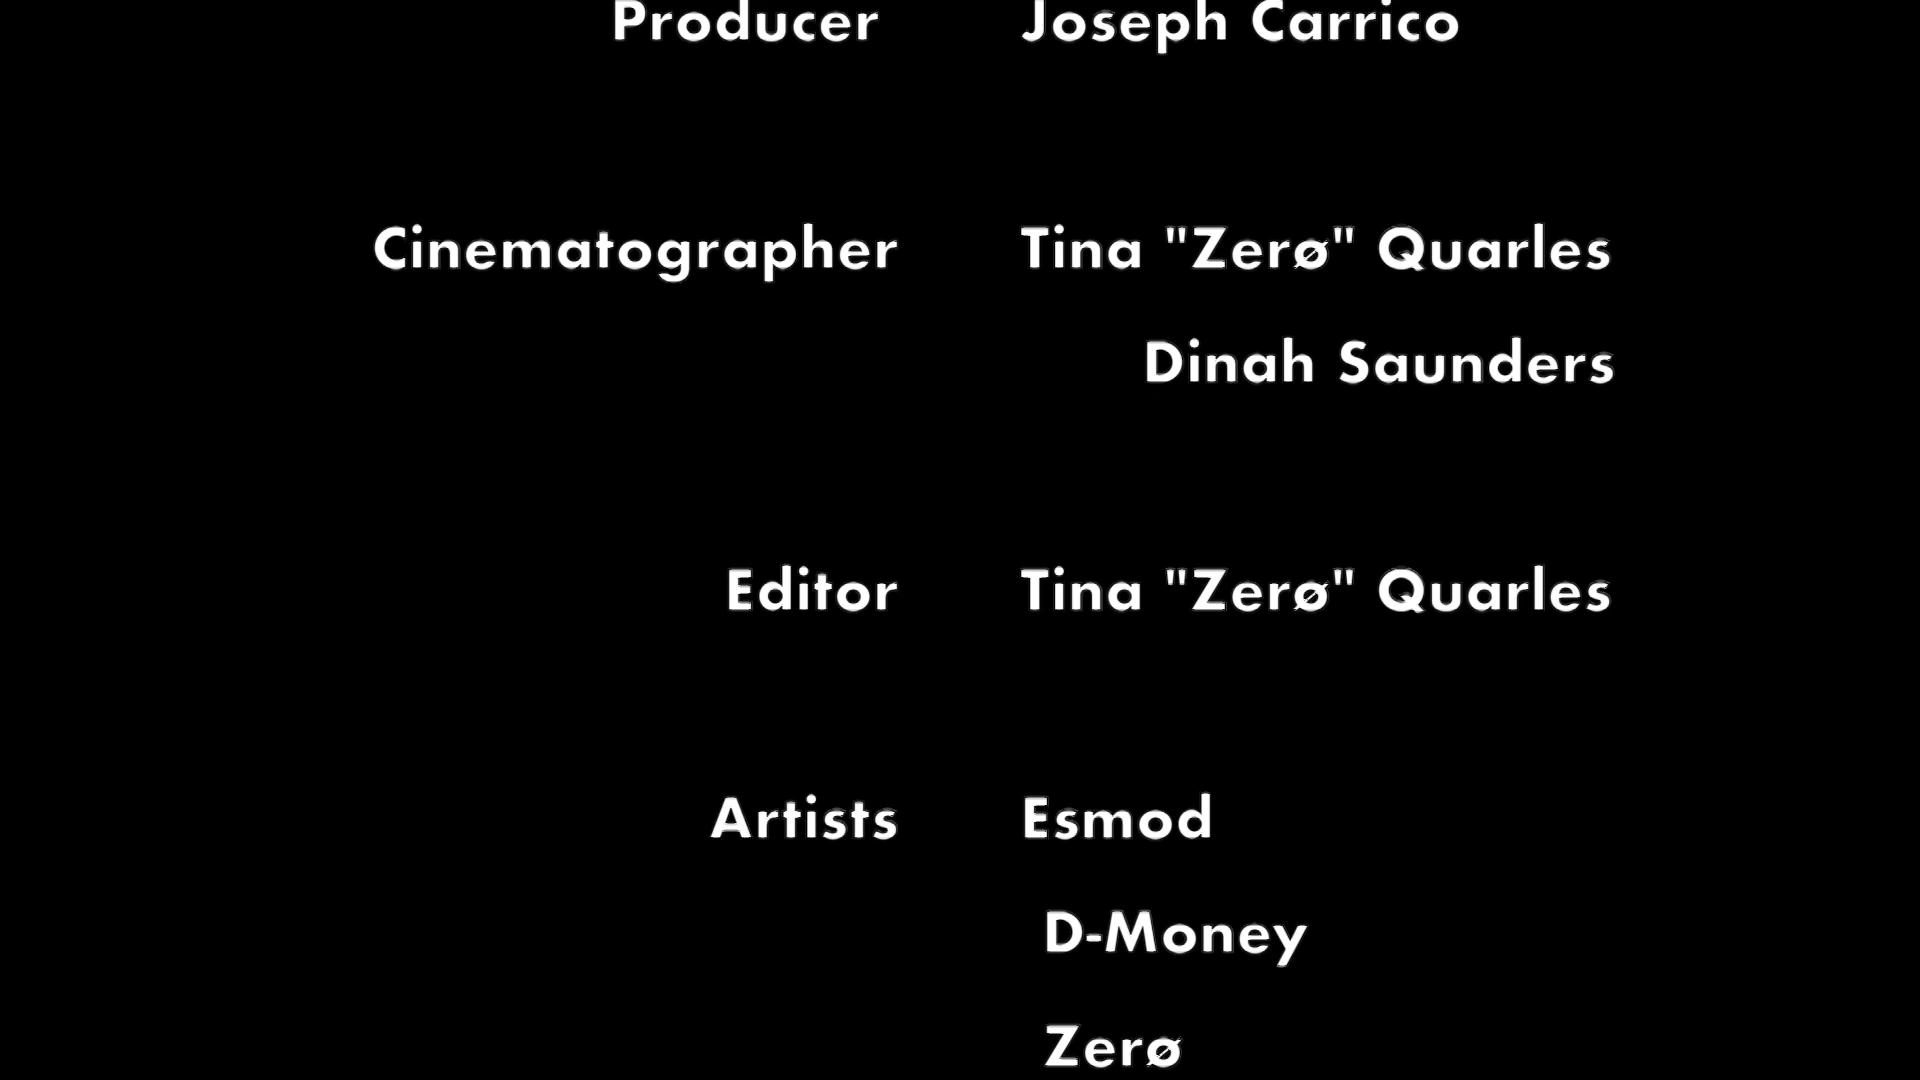 Producer Joseph Carrico
Cinematographer Tina "Zerø" Quarles
Dinah Saunders
Editor Tina "Zerø" Quarles
Artists Esmod
D-Money
Zerø